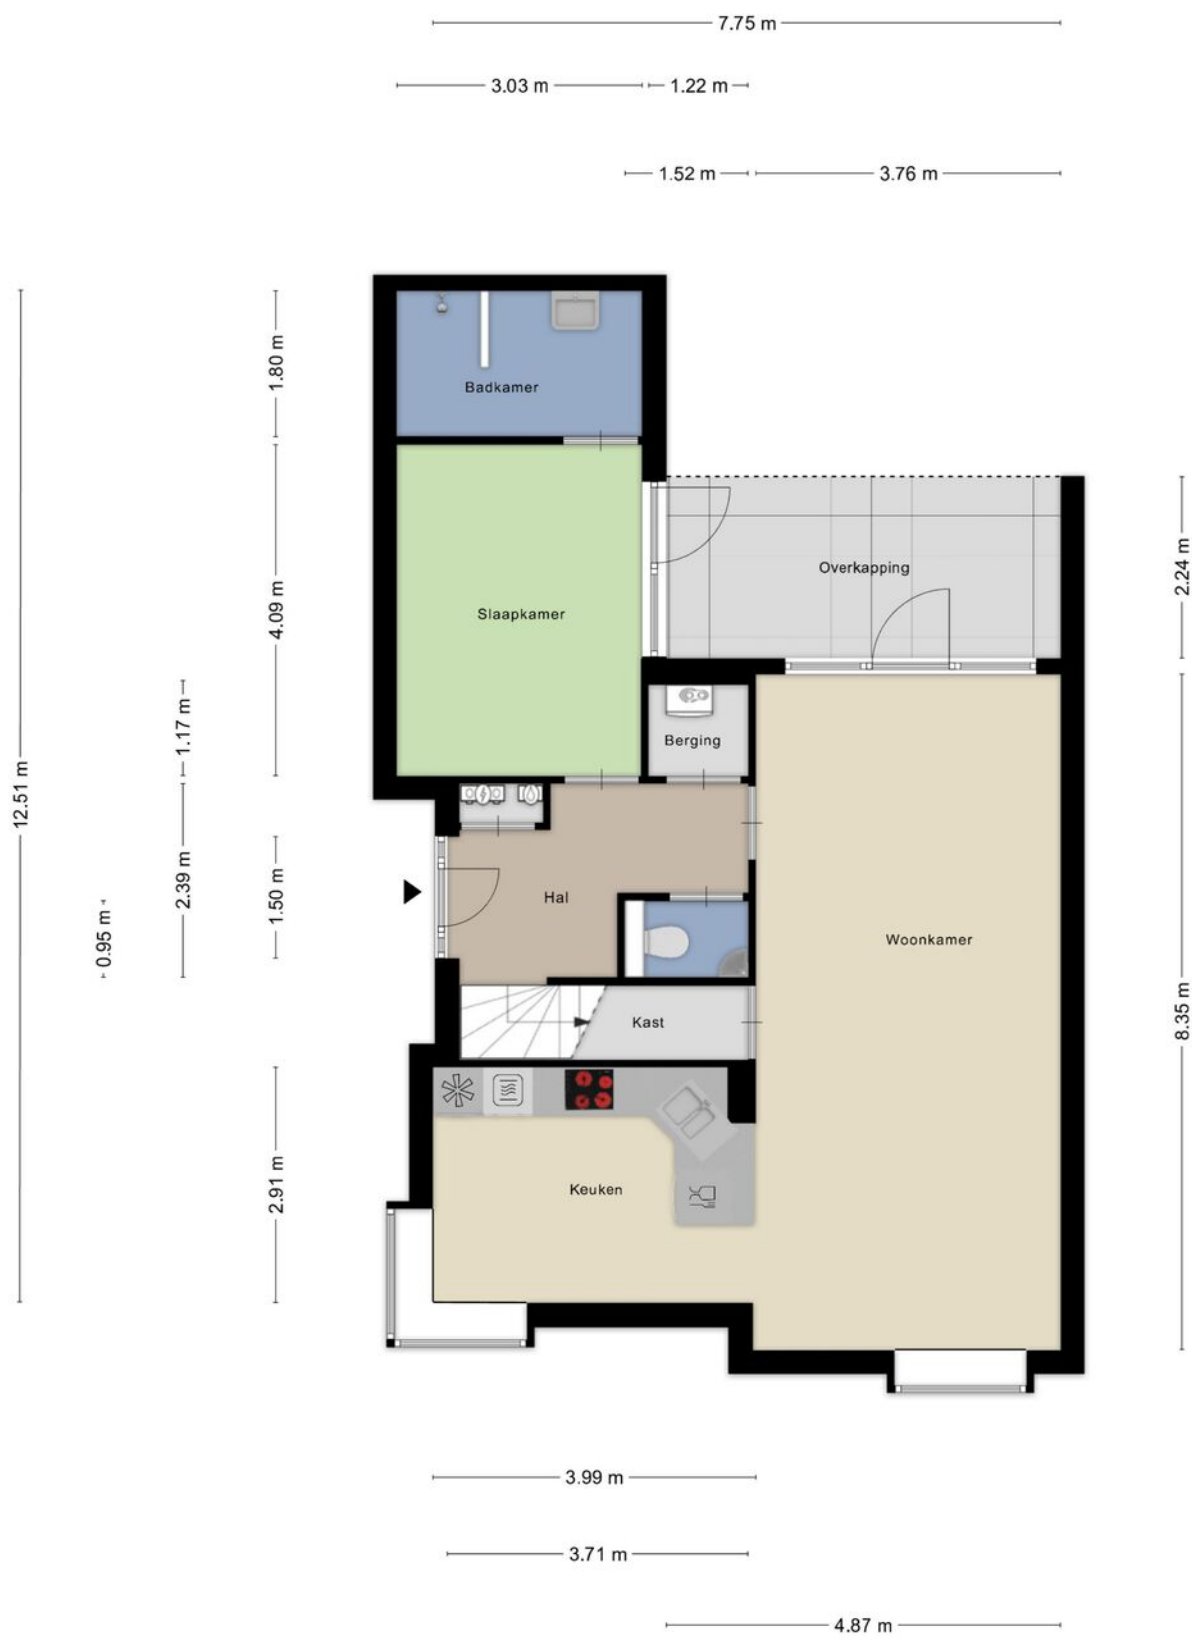 7.75 m
3.03 m
1.22 m
1.52 m
3.76 m
1.80 m
Badkamer
2.24 m
Overkapping
4.09 m
Slaapkamer
1.17 m
Berging
12.51 m
2.39 m
1.50 m
0.95 m
Hal
Woonkamer
8.35 m
Kast
2.91 m
Keuken
3.99 m
3.71 m
4.87 m